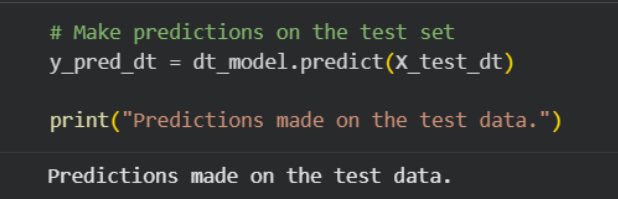 # Make predictions on the test set
y_pred_dt = dt_model.predict(X_test_dt)
print("Predictions made on the test data.")
Predictions made on the test data.